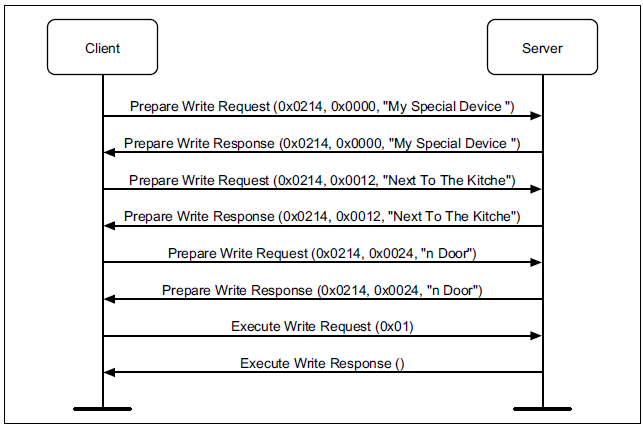 Client
Server
Prepare Write Request (0x0214, 0x0000, "My Special Device ")
Prepare Write Response (0x0214, 0x0000, "My Special Device ")
Prepare Write Request (0x0214, 0x0012, "Next To The Kitche")
Prepare Write Response (0x0214, 0x0012, "Next To The Kitche")
Prepare Write Request (0x0214, 0x0024, "n Door")
Prepare Write Response (0x0214, 0x0024, "n Door")
Execute Write Request (0x01)
Execute Write Response ()